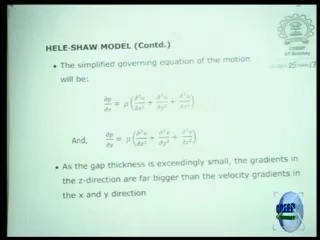 HELE-SHAW MODEL (Contd.)
• The simplified governing equation of the motion
will be:
∂p/∂x = μ(∂²u/∂x² + ∂²u/∂y² + ∂²u/∂z²)
And, ∂p/∂y = μ(∂²v/∂x² + ∂²v/∂y² + ∂²v/∂z²)
• As the gap thickness is exceedingly small, the gradients in
the z-direction are far bigger than the velocity gradients in
the x and y direction